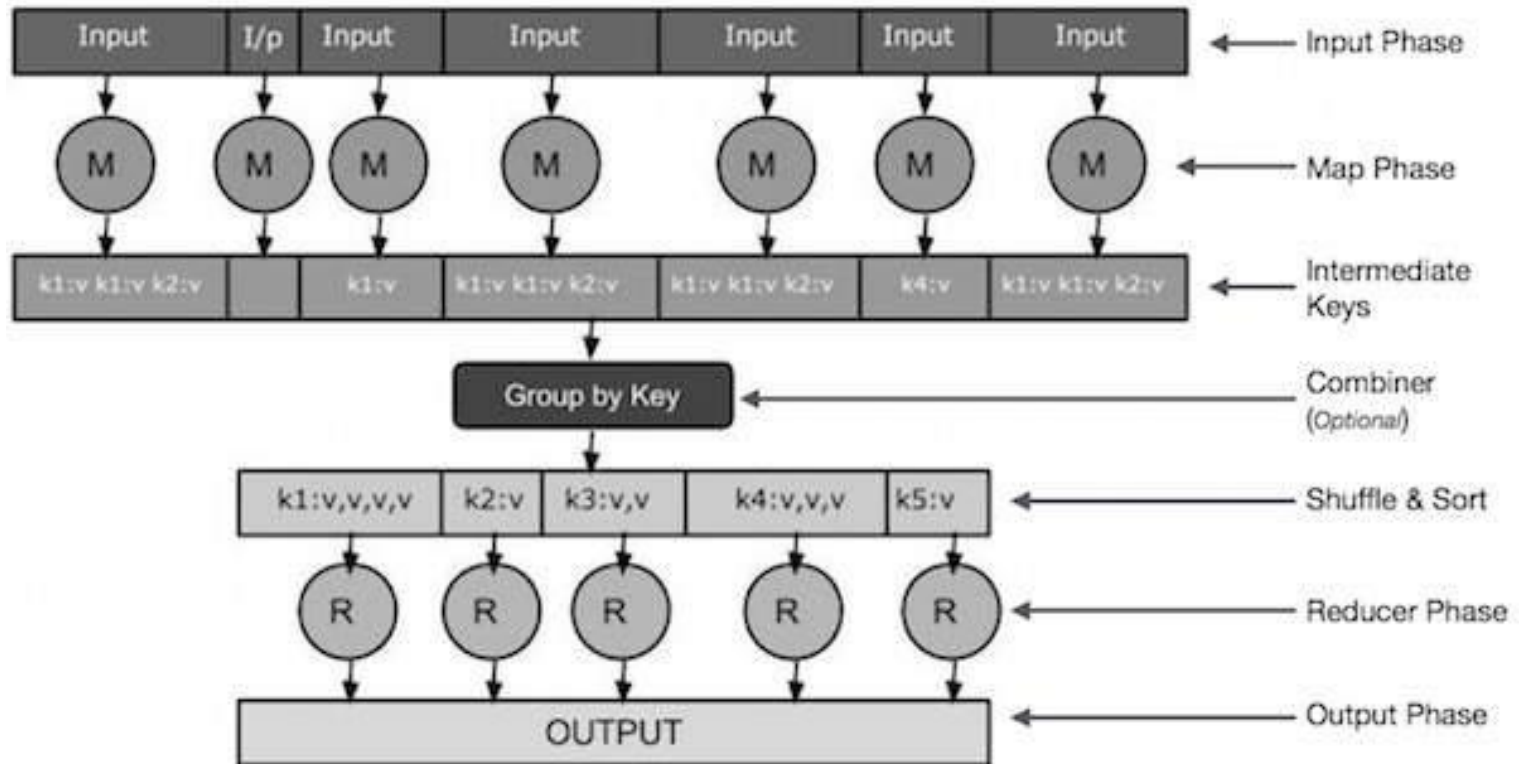 Input I/p Input Input Input Input Input
Input Phase
M M M M M M M
Map Phase
k1:v k1:v k2:v k1:v k1:v k1:v k2:v k1:v k1:v k2:v k4:v k1:v k1:v k2:v
Intermediate
Keys
Group by Key
Combiner
(Optional)
k1:v,v,v,v k2:v k3:v,v k4:v,v,v k5:v
Shuffle & Sort
R R R R R
Reducer Phase
OUTPUT
Output Phase